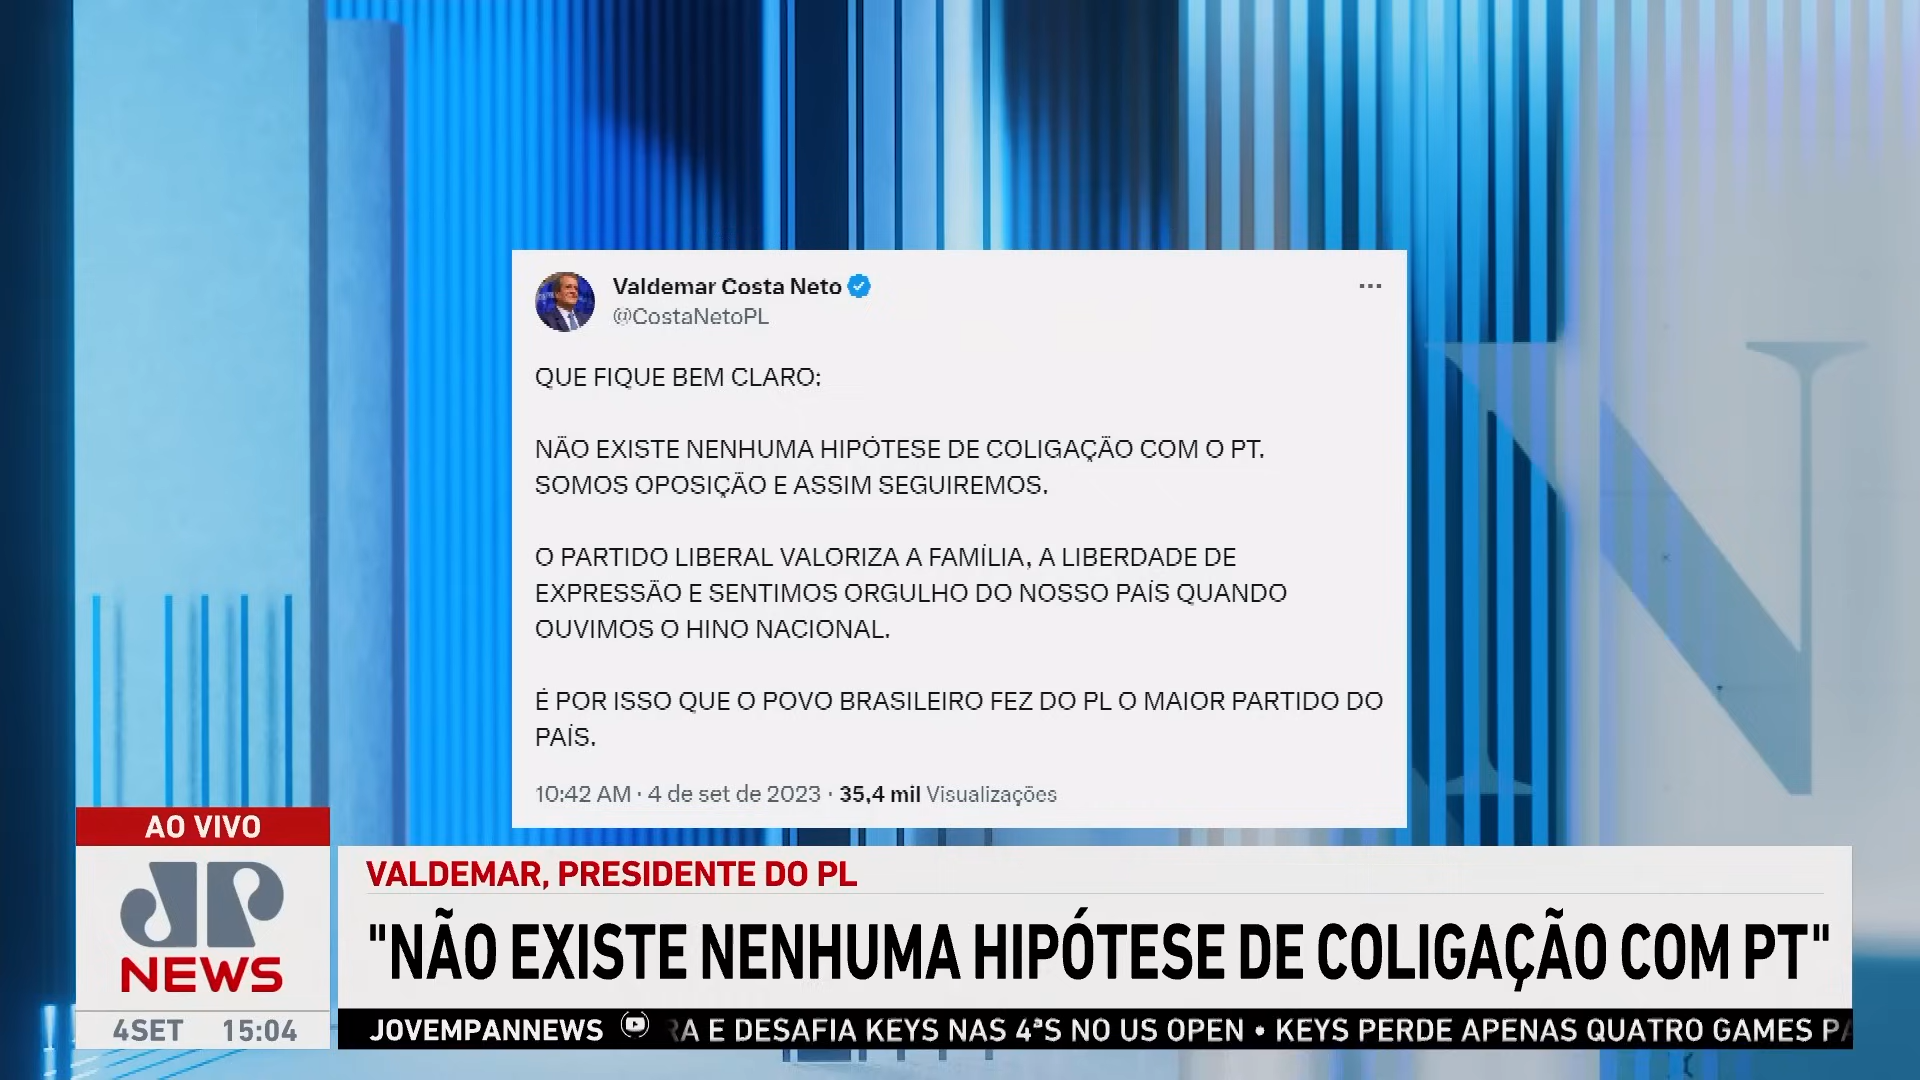 Valdemar Costa Neto
@CostaNetoPL
QUE FIQUE BEM CLARO:
NÃO EXISTE NENHUMA HIPÓTESE DE COLIGAÇÃO COM O PT.
SOMOS OPOSIÇÃO E ASSIM SEGUIREMOS.
O PARTIDO LIBERAL VALORIZA A FAMÍLIA, A LIBERDADE DE
EXPRESSÃO E SENTIMOS ORGULHO DO NOSSO PAÍS QUANDO
OUVIMOS O HINO NACIONAL.
É POR ISSO QUE O POVO BRASILEIRO FEZ DO PL O MAIOR PARTIDO DO
PAÍS.
10:42 AM · 4 de set de 2023 · 35,4 mil Visualizações
AO VIVO
JP
NEWS
4SET 15:04
VALDEMAR, PRESIDENTE DO PL
"NÃO EXISTE NENHUMA HIPÓTESE DE COLIGAÇÃO COM PT"
JOVEMPANNEWS RA E DESAFIA KEYS NAS 4ªS NO US OPEN • KEYS PERDE APENAS QUATRO GAMES
N